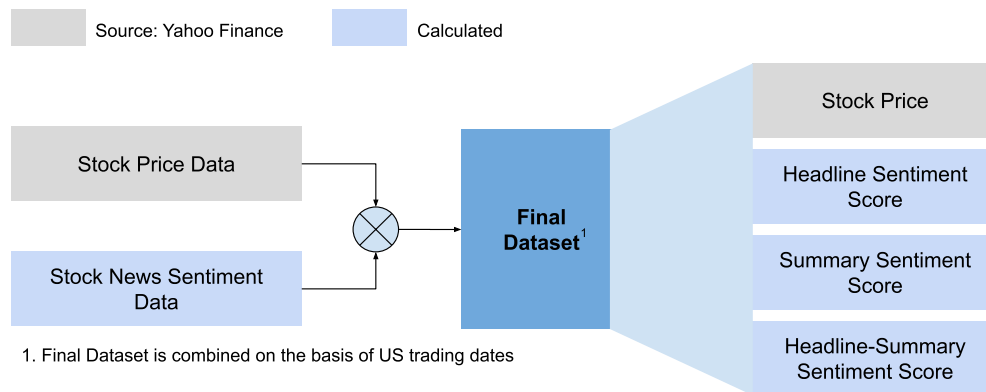 Source: Yahoo Finance
Calculated
Stock Price Data
Stock News Sentiment
Data
Final
Dataset1
Stock Price
Headline Sentiment
Score
Summary Sentiment
Score
Headline-Summary
Sentiment Score
1. Final Dataset is combined on the basis of US trading dates